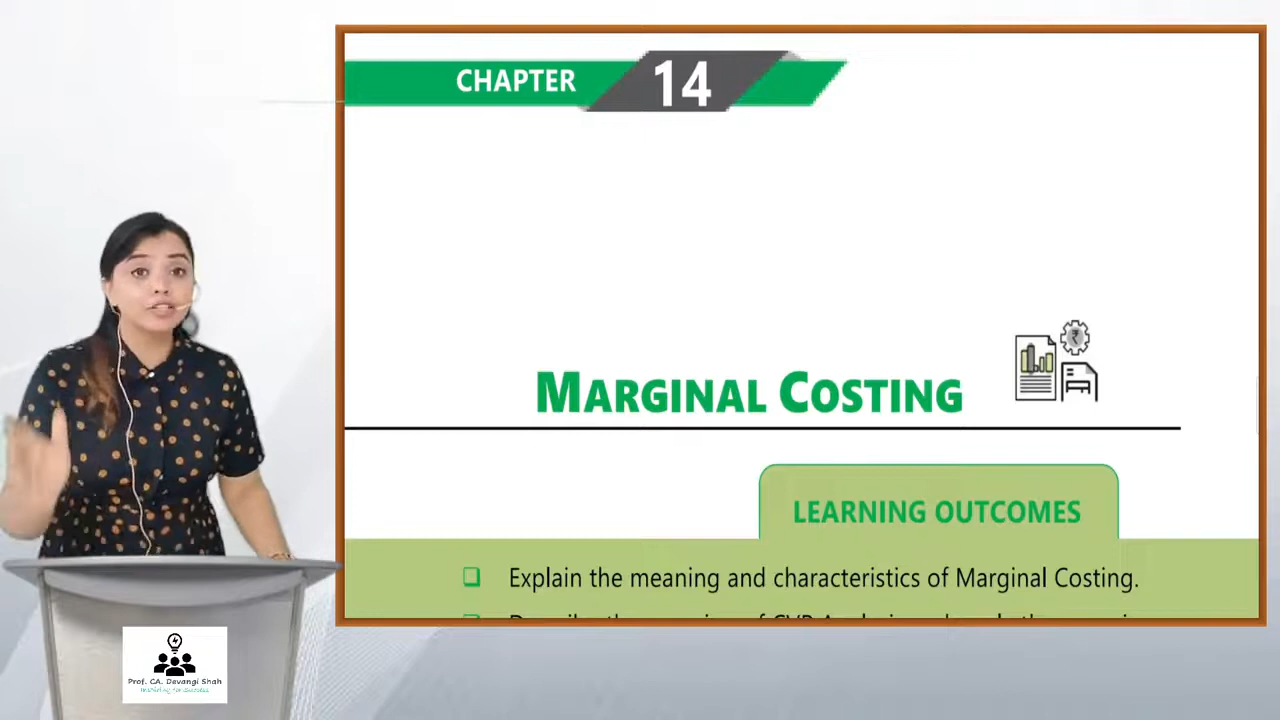 CHAPTER 14
MARGINAL COSTING
₹
LEARNING OUTCOMES
Explain the meaning and characteristics of Marginal Costing.
Prof. CA. Devangi Shah